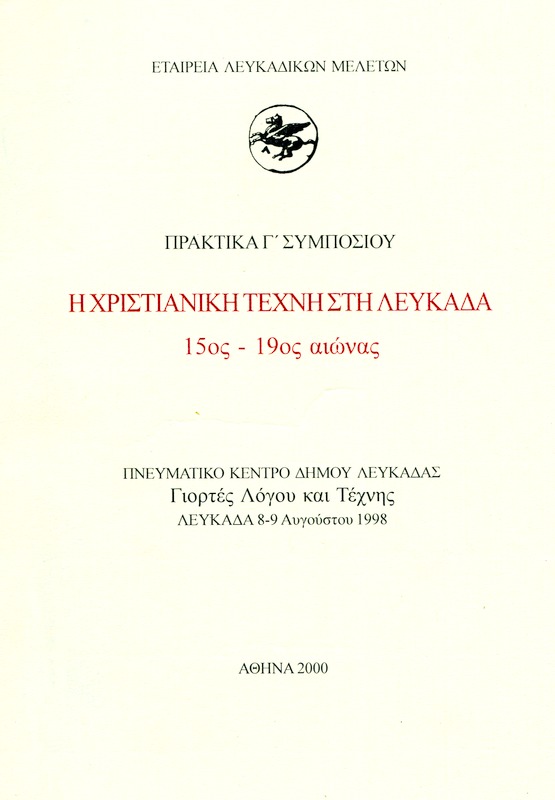 ΕΤΑΙΡΕΙΑ ΛΕΥΚΑΔΙΚΩΝ ΜΕΛΕΤΩΝ
Λ
ΠΡΑΚΤΙΚΑ Γ΄ ΣΥΜΠΟΣΙΟΥ
Η ΧΡΙΣΤΙΑΝΙΚΗ ΤΕΧΝΗ ΣΤΗ ΛΕΥΚΑΔΑ
15ος - 19ος αιώνας
ΠΝΕΥΜΑΤΙΚΟ ΚΕΝΤΡΟ ΔΗΜΟΥ ΛΕΥΚΑΔΑΣ
Γιορτές Λόγου και Τέχνης
ΛΕΥΚΑΔΑ 8-9 Αυγούστου 1998
ΑΘΗΝΑ 2000